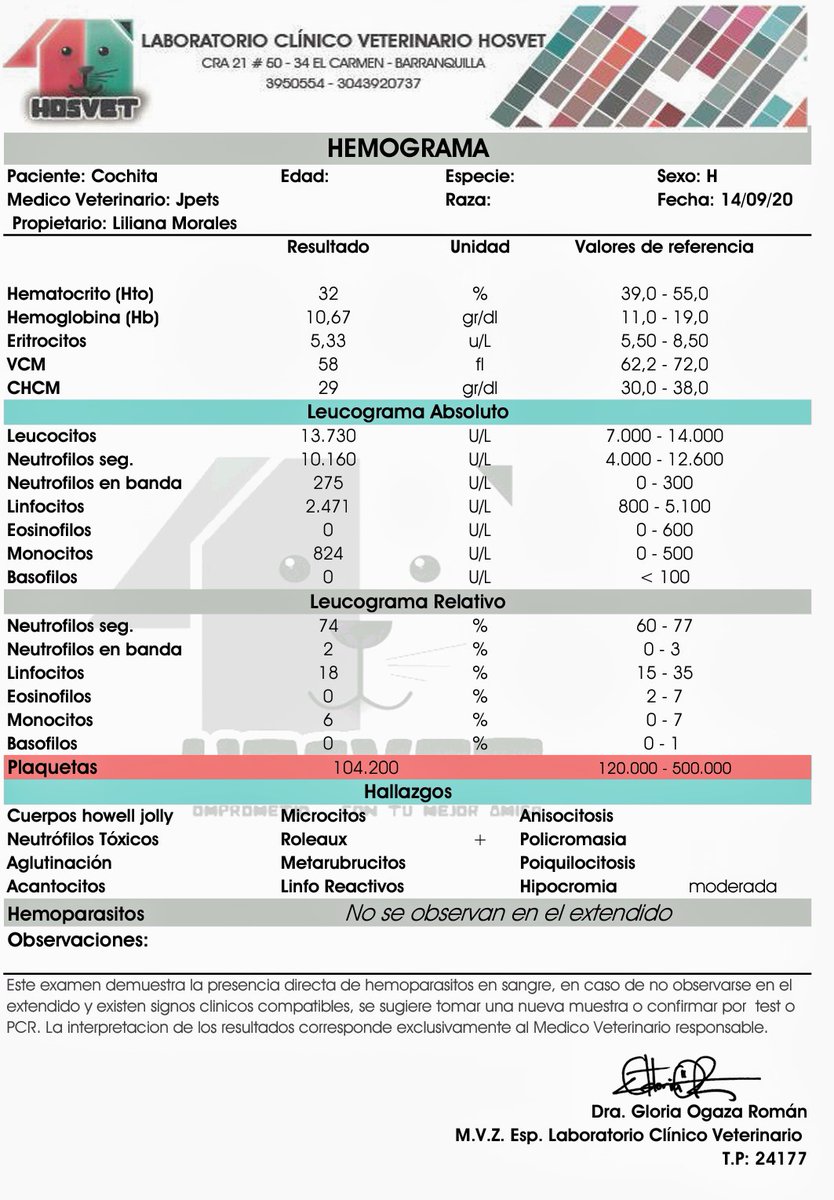 HOSVET
LABORATORIO CLÍNICO VETERINARIO HOSVET
CRA 21 # 50 - 34 EL CARMEN - BARRANQUILLA
3950554 - 3043920737
HEMOGRAMA
Paciente: Cochita Edad: Especie: Sexo: H
Medico Veterinario: Jpets Raza: Fecha: 14/09/20
Propietario: Liliana Morales
Resultado Unidad Valores de referencia
Hematocrito (Hto) 32 % 39,0 - 55,0
Hemoglobina (Hb) 10,67 gr/dl 11,0 - 19,0
Eritrocitos 5,33 u/L 5,50 - 8,50
VCM 58 fl 62,2 - 72,0
CHCM 29 gr/dl 30,0 - 38,0
Leucograma Absoluto
Leucocitos 13.730 U/L 7.000 - 14.000
Neutrofilos seg. 10.160 U/L 4.000 - 12.600
Neutrofilos en banda 275 U/L 0 - 300
Linfocitos 2.471 U/L 800 - 5.100
Eosinofilos 0 U/L 0 - 600
Monocitos 824 U/L 0 - 500
Basofilos 0 U/L < 100
Leucograma Relativo
Neutrofilos seg. 74 % 60 - 77
Neutrofilos en banda 2 % 0 - 3
Linfocitos 18 % 15 - 35
Eosinofilos 0 % 2 - 7
Monocitos 6 % 0 - 7
Basofilos 0 % 0 - 1
Plaquetas 104.200 120.000 - 500.000
Hallazgos
Cuerpos howell jolly Microcitos Anisocitosis
Neutrófilos Tóxicos Roleaux + Policromasia
Aglutinación Metarubrucitos Poiquilocitosis
Acantocitos Linfo Reactivos Hipocromia moderada
Hemoparasitos No se observan en el extendido
Observaciones:
Este examen demuestra la presencia directa de hemoparasitos en sangre, en caso de no observarse en el
extendido y existen signos clinicos compatibles, se sugiere tomar una nueva muestra o confirmar por test o
PCR. La interpretacion de los resultados corresponde exclusivamente al Medico Veterinario responsable.
Dra. Gloria Ogaza Román
M.V.Z. Esp. Laboratorio Clínico Veterinario
T.P: 24177